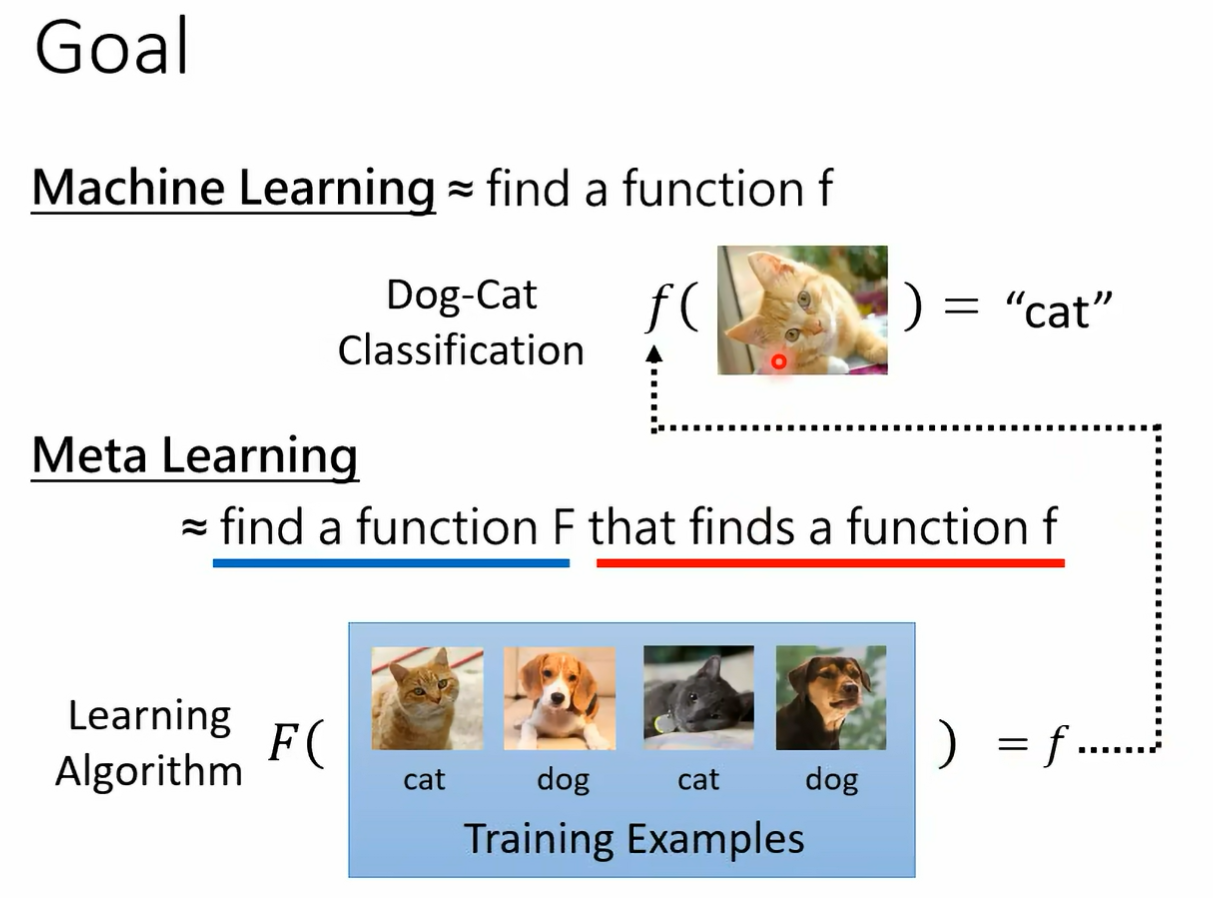 Goal
Machine Learning ≈ find a function f
Dog-Cat
Classification
f( ) = “cat”
Meta Learning
≈ find a function F that finds a function f
Learning
Algorithm
F( ) = f
cat dog cat dog
Training Examples